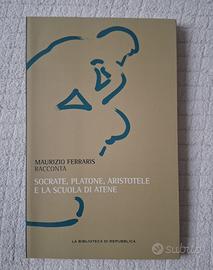 MAURIZIO FERRARIS
RACCONTA
SOCRATE, PLATONE, ARISTOTELE
E LA SCUOLA DI ATENE
LA BIBLIOTECA DI REPUBBLICA
subito